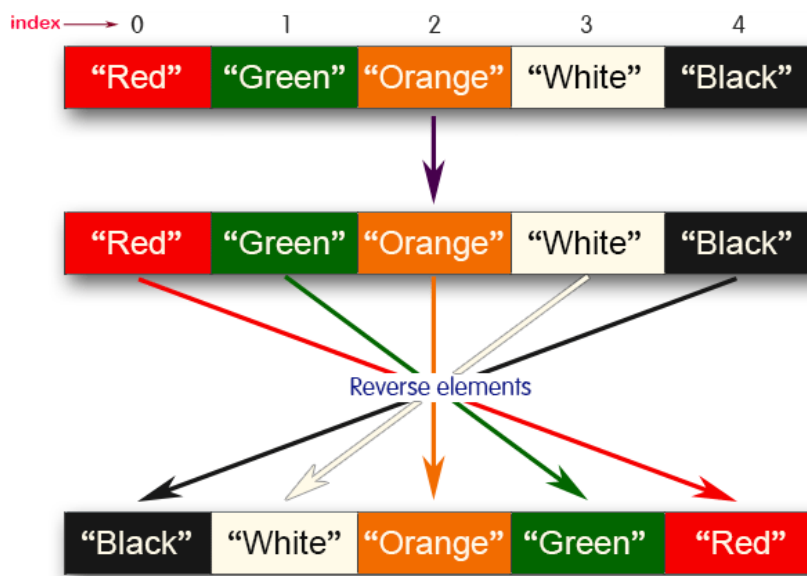 index 0 1 2 3 4
“Red” “Green” “Orange” “White” “Black”
“Red” “Green” “Orange” “White” “Black”
Reverse elements
“Black” “White” “Orange” “Green” “Red”